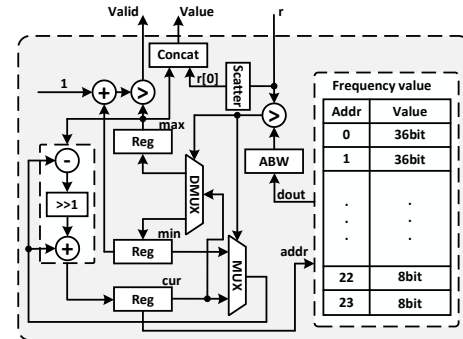 Valid Value r
Concat
r[0]
Scatter
1 + >
>
max
Reg
ABW
dout
-
>>1
+
DMUX
min
Reg
MUX
cur
Reg
addr
Frequency value
Addr Value
0 36bit
1 36bit
. .
. .
. .
22 8bit
23 8bit